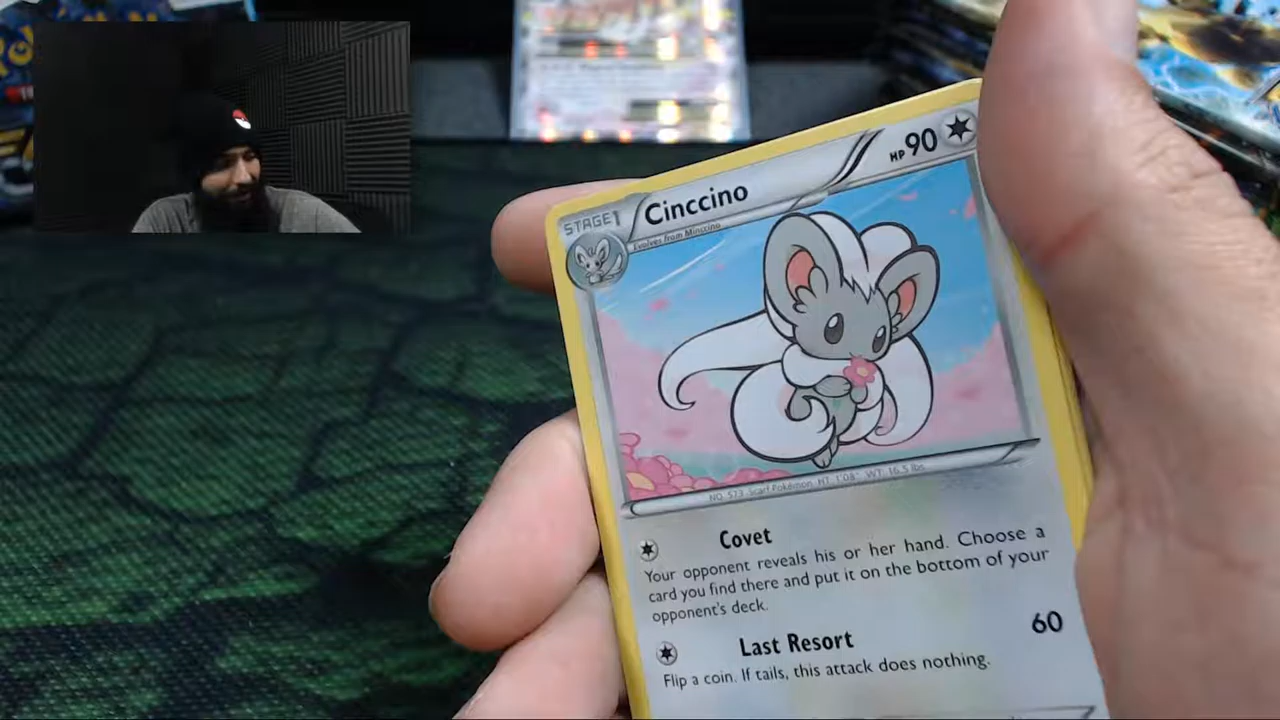 STAGE1
Cinccino
HP 90
Evolves from Minccino
NO. 573 Scarf Pokémon HT: 1'08" WT: 16.5 lbs.
Covet
Your opponent reveals his or her hand. Choose a
card you find there and put it on the bottom of your
opponent's deck.
Last Resort 60
Flip a coin. If tails, this attack does nothing.